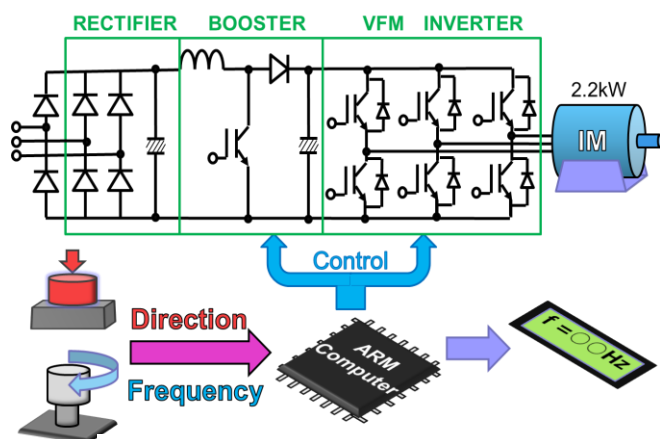 RECTIFIER BOOSTER VFM INVERTER
2.2kW
IM
Control
Direction
Frequency
ARM
Computer
f =○○Hz